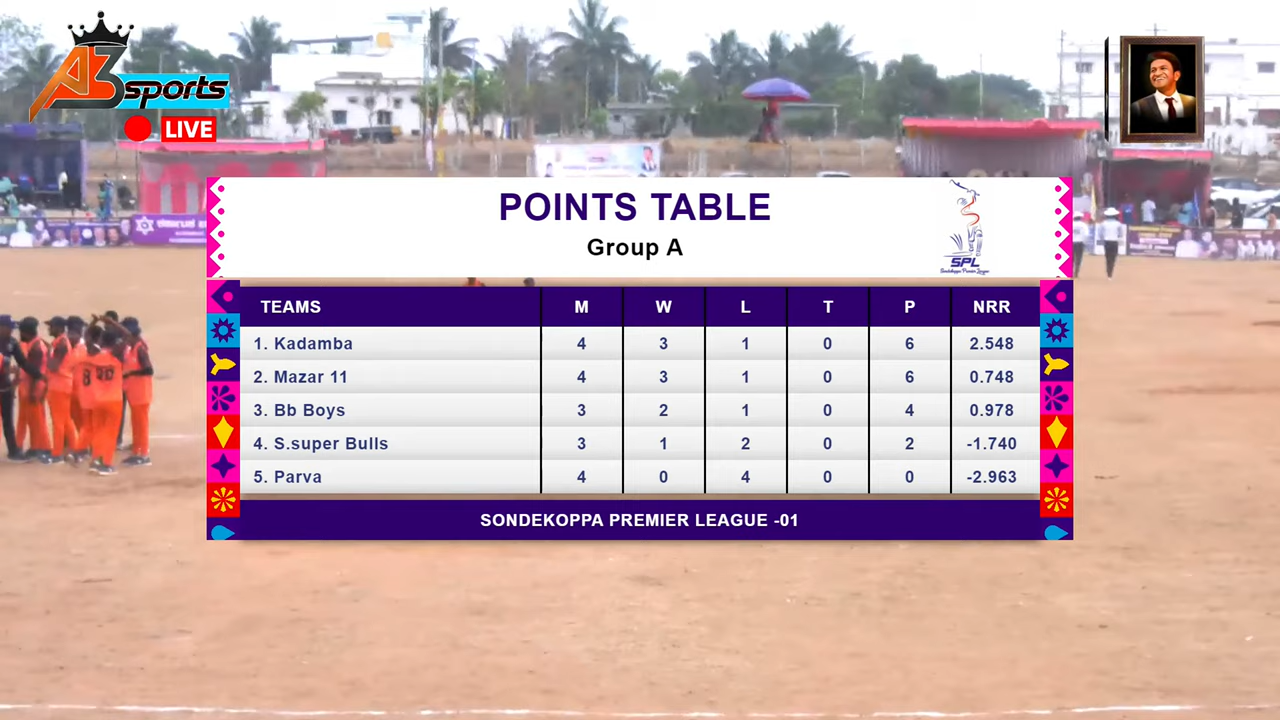 A3
sports
LIVE
POINTS TABLE
Group A
SPL
Sondekoppa Premier League
TEAMS M W L T P NRR
1. Kadamba 4 3 1 0 6 2.548
2. Mazar 11 4 3 1 0 6 0.748
3. Bb Boys 3 2 1 0 4 0.978
4. S.super Bulls 3 1 2 0 2 -1.740
5. Parva 4 0 4 0 0 -2.963
SONDEKOPPA PREMIER LEAGUE -01